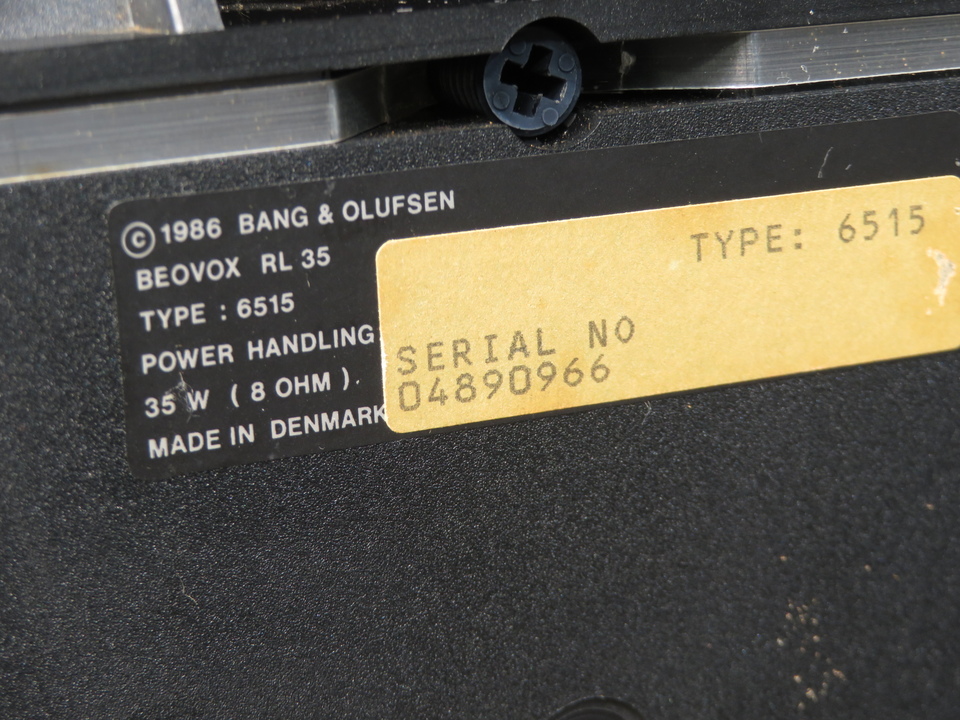 © 1986 BANG & OLUFSEN
BEOVOX RL 35
TYPE : 6515
POWER HANDLING
35 W ( 8 OHM ).
MADE IN DENMARK
TYPE: 6515
SERIAL NO
04890966